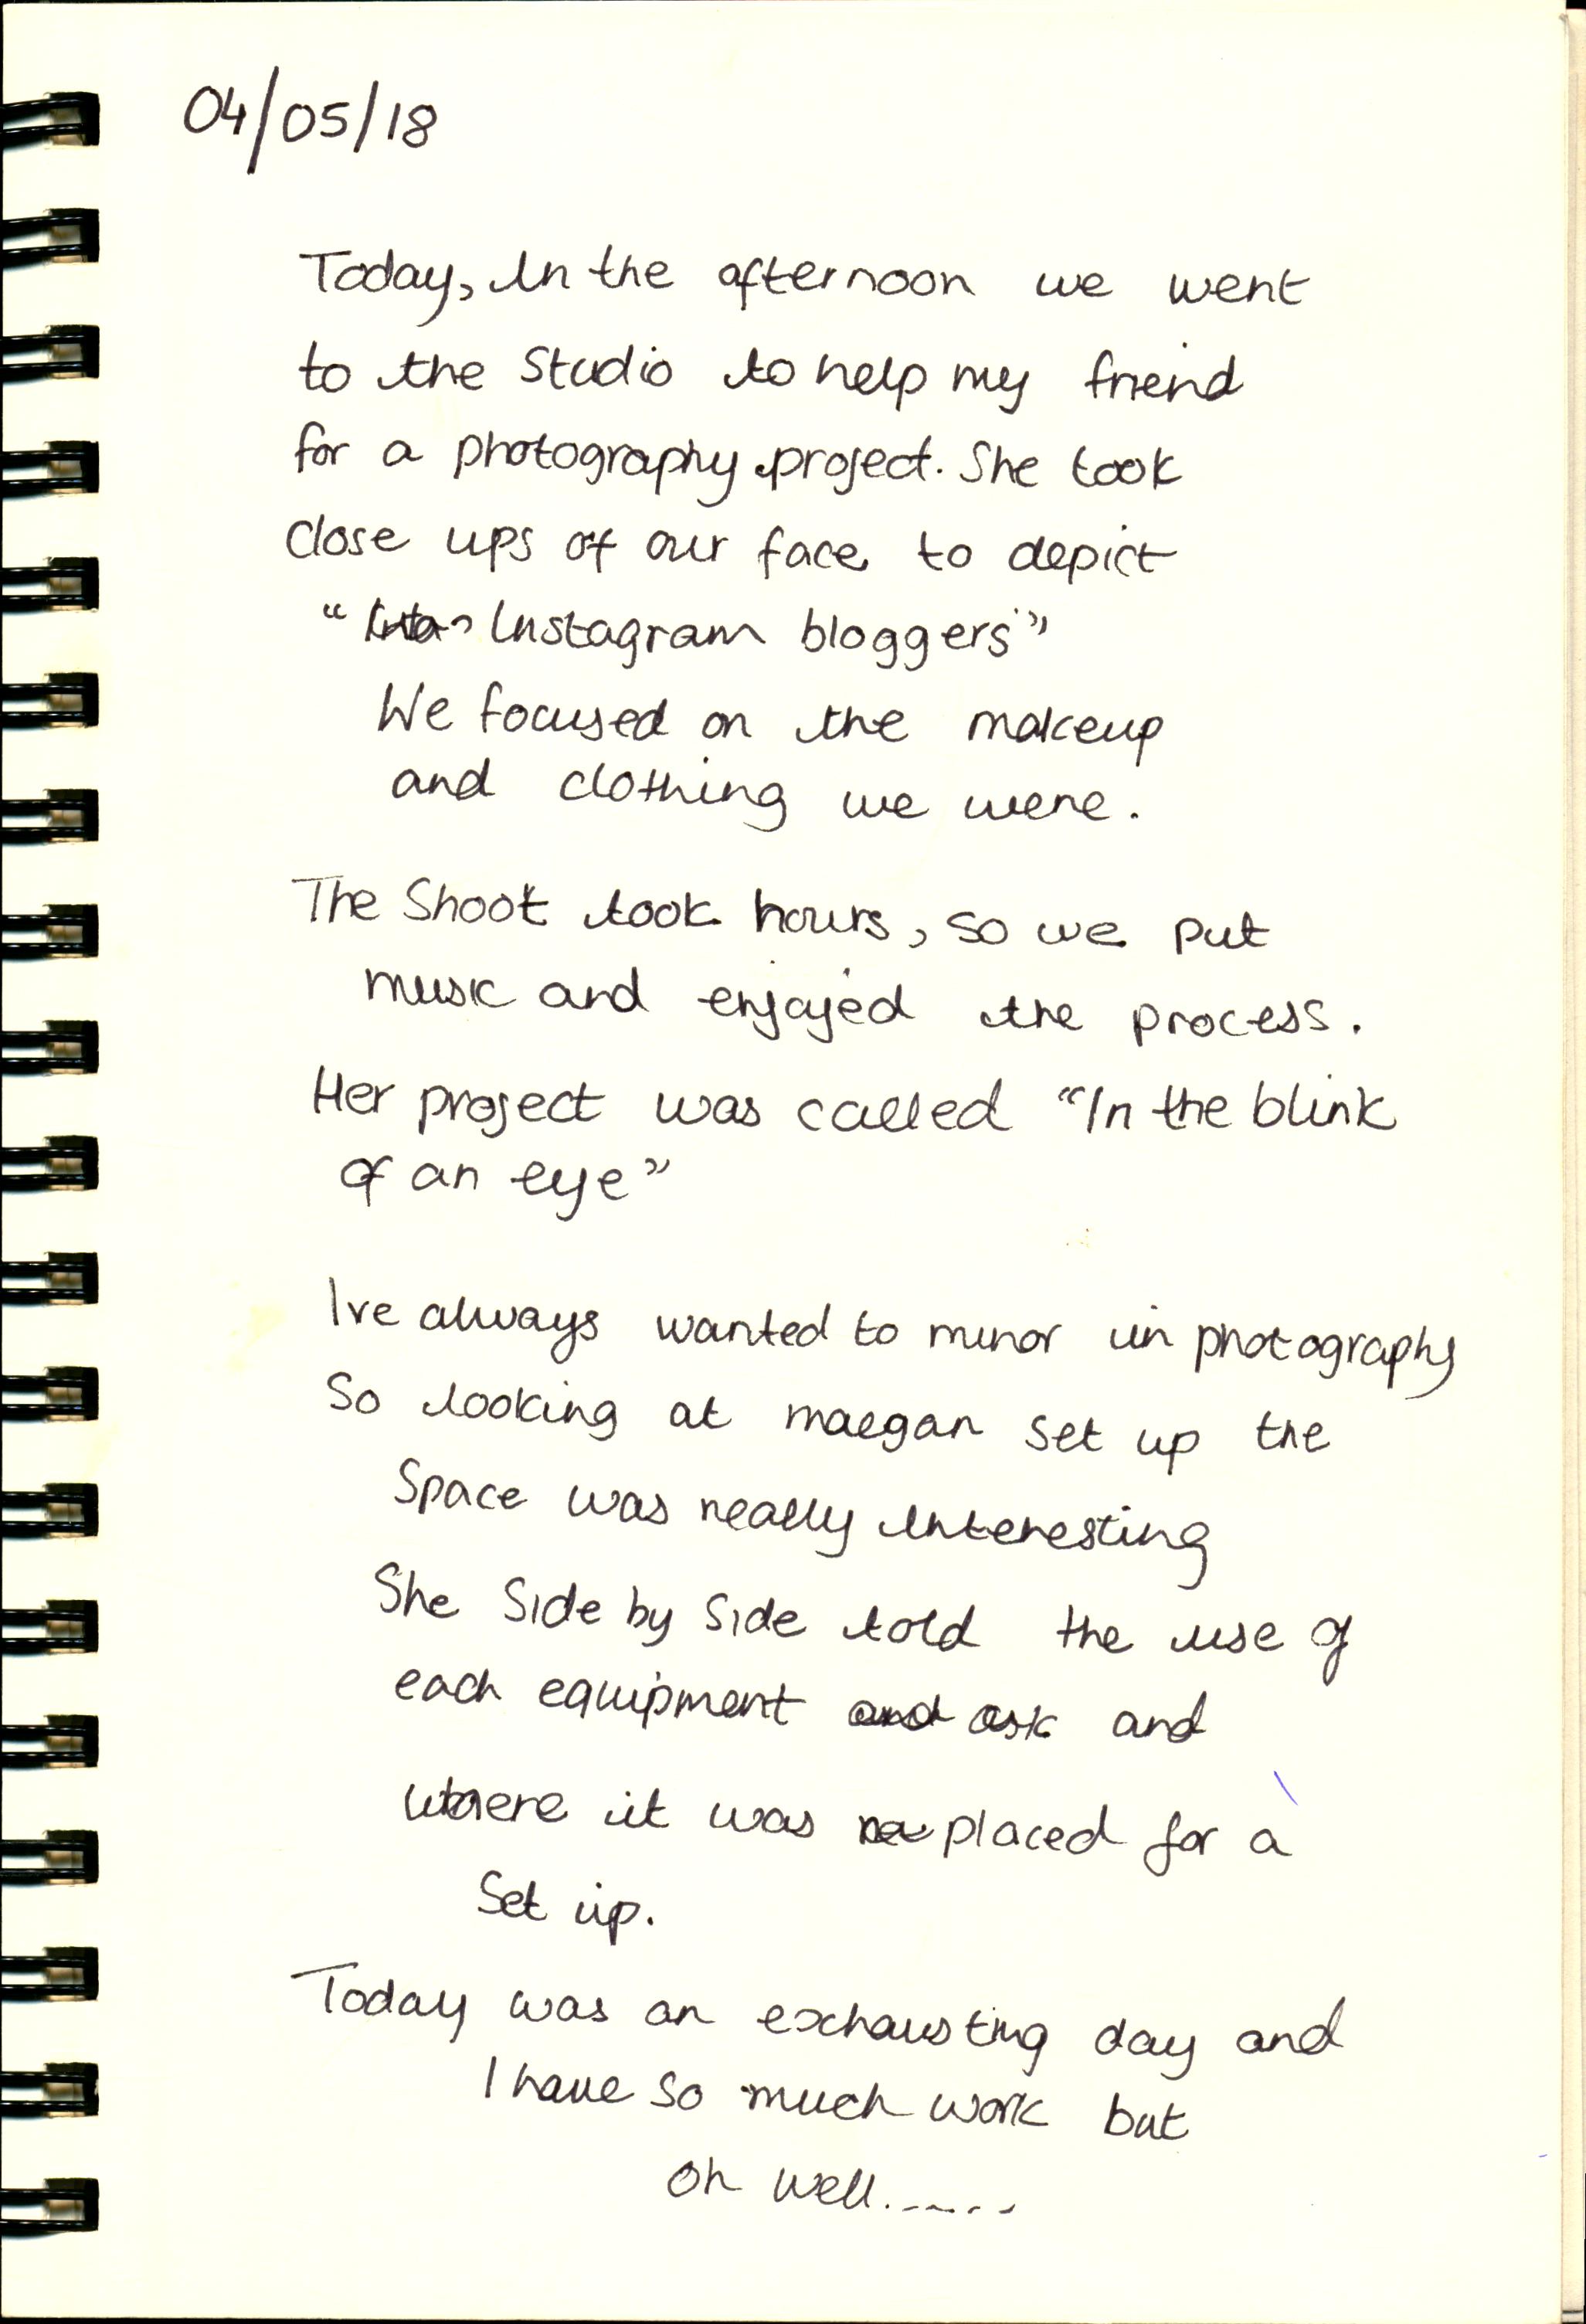 04/05/18
Today, In the afternoon we went
to the Studio to help my friend
for a photography project. She took
close ups of our face to depict
" Instagram bloggers"
We focused on the makeup
and clothing we were.
The Shoot took hours, so we put
music and enjoyed the process.
Her project was called "In the blink
of an eye"
Ive always wanted to minor in photography
So looking at maegan set up the
Space was really interesting
She Side by Side told the use of
each equipment and ask and
where it was placed for a
Set up.
Today was an exchausting day and
I have so much work but
oh well......